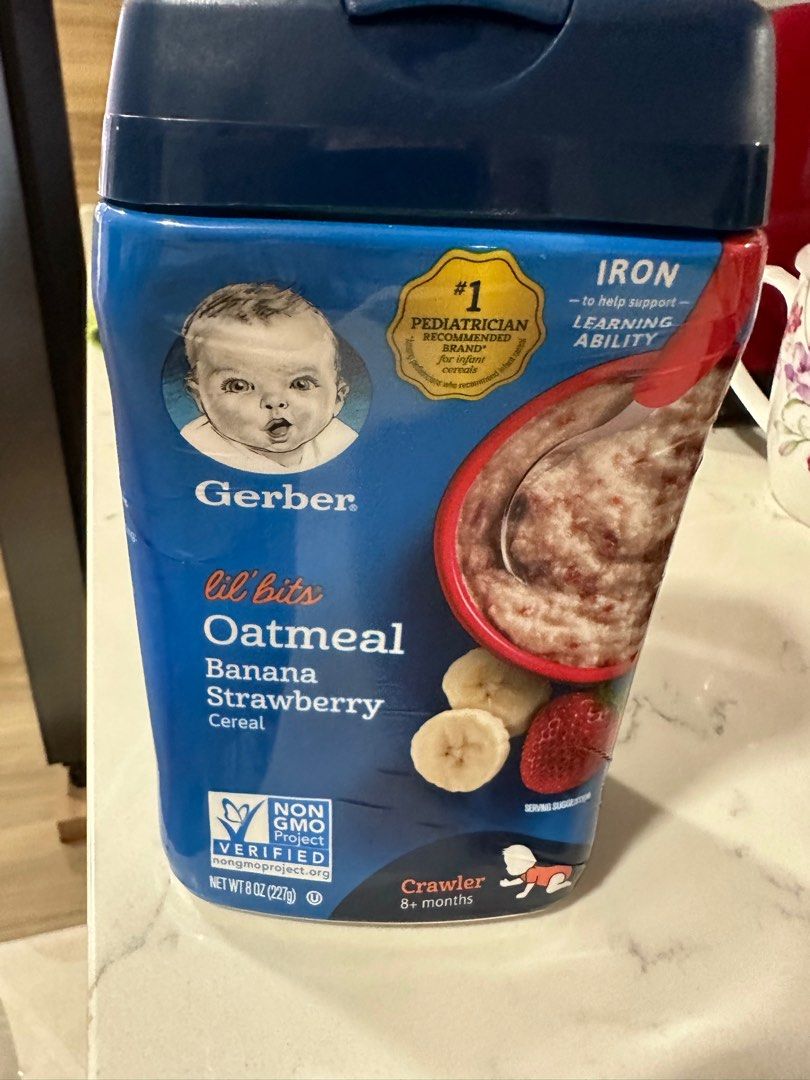 #1
PEDIATRICIAN
RECOMMENDED
BRAND*
for infant
cereals
IRON
— to help support —
LEARNING
ABILITY
Gerber®
lil' bits™
Oatmeal
Banana
Strawberry
Cereal
SERVING SUGGESTION
NON
GMO
Project
VERIFIED
nongmoproject.org
NET WT 8 OZ (227g) U
Crawler
8+ months